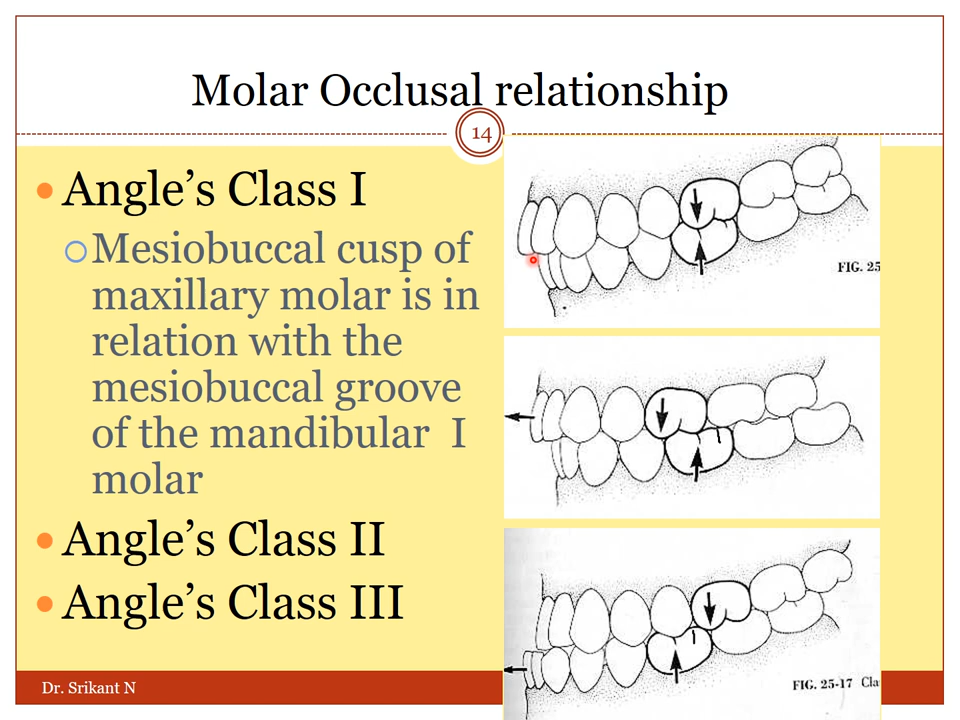 Molar Occlusal relationship
14
Angle’s Class I
Mesiobuccal cusp of
maxillary molar is in
relation with the
mesiobuccal groove
of the mandibular I
molar
Angle’s Class II
Angle’s Class III
FIG. 25
FIG. 25-17 Cla
Dr. Srikant N